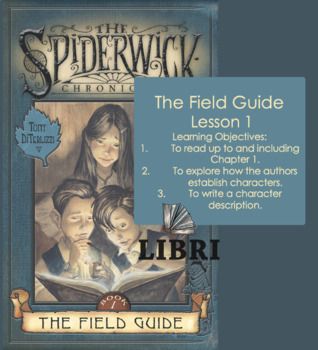 THE
SPIDERWICK
CHRONIC
TONY
DiTERLIZZI
The Field Guide
Lesson 1
Learning Objectives:
1. To read up to and including
Chapter 1.
2. To explore how the authors
establish characters.
3. To write a character
description.
LIBRI
BOOK
1
THE FIELD GUIDE